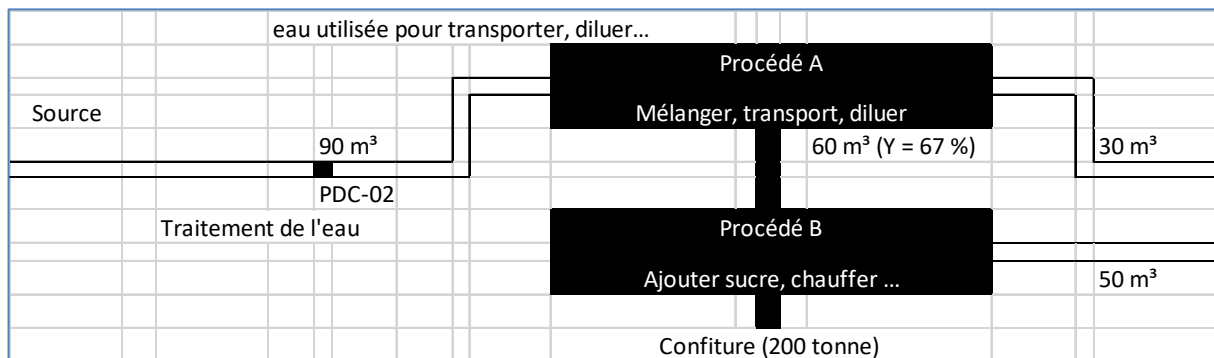 eau utilisée pour transporter, diluer…
Procédé A
Source
Mélanger, transport, diluer
90 m³
60 m³ (Y = 67 %)
30 m³
PDC-02
Traitement de l'eau
Procédé B
Ajouter sucre, chauffer ...
50 m³
Confiture (200 tonne)